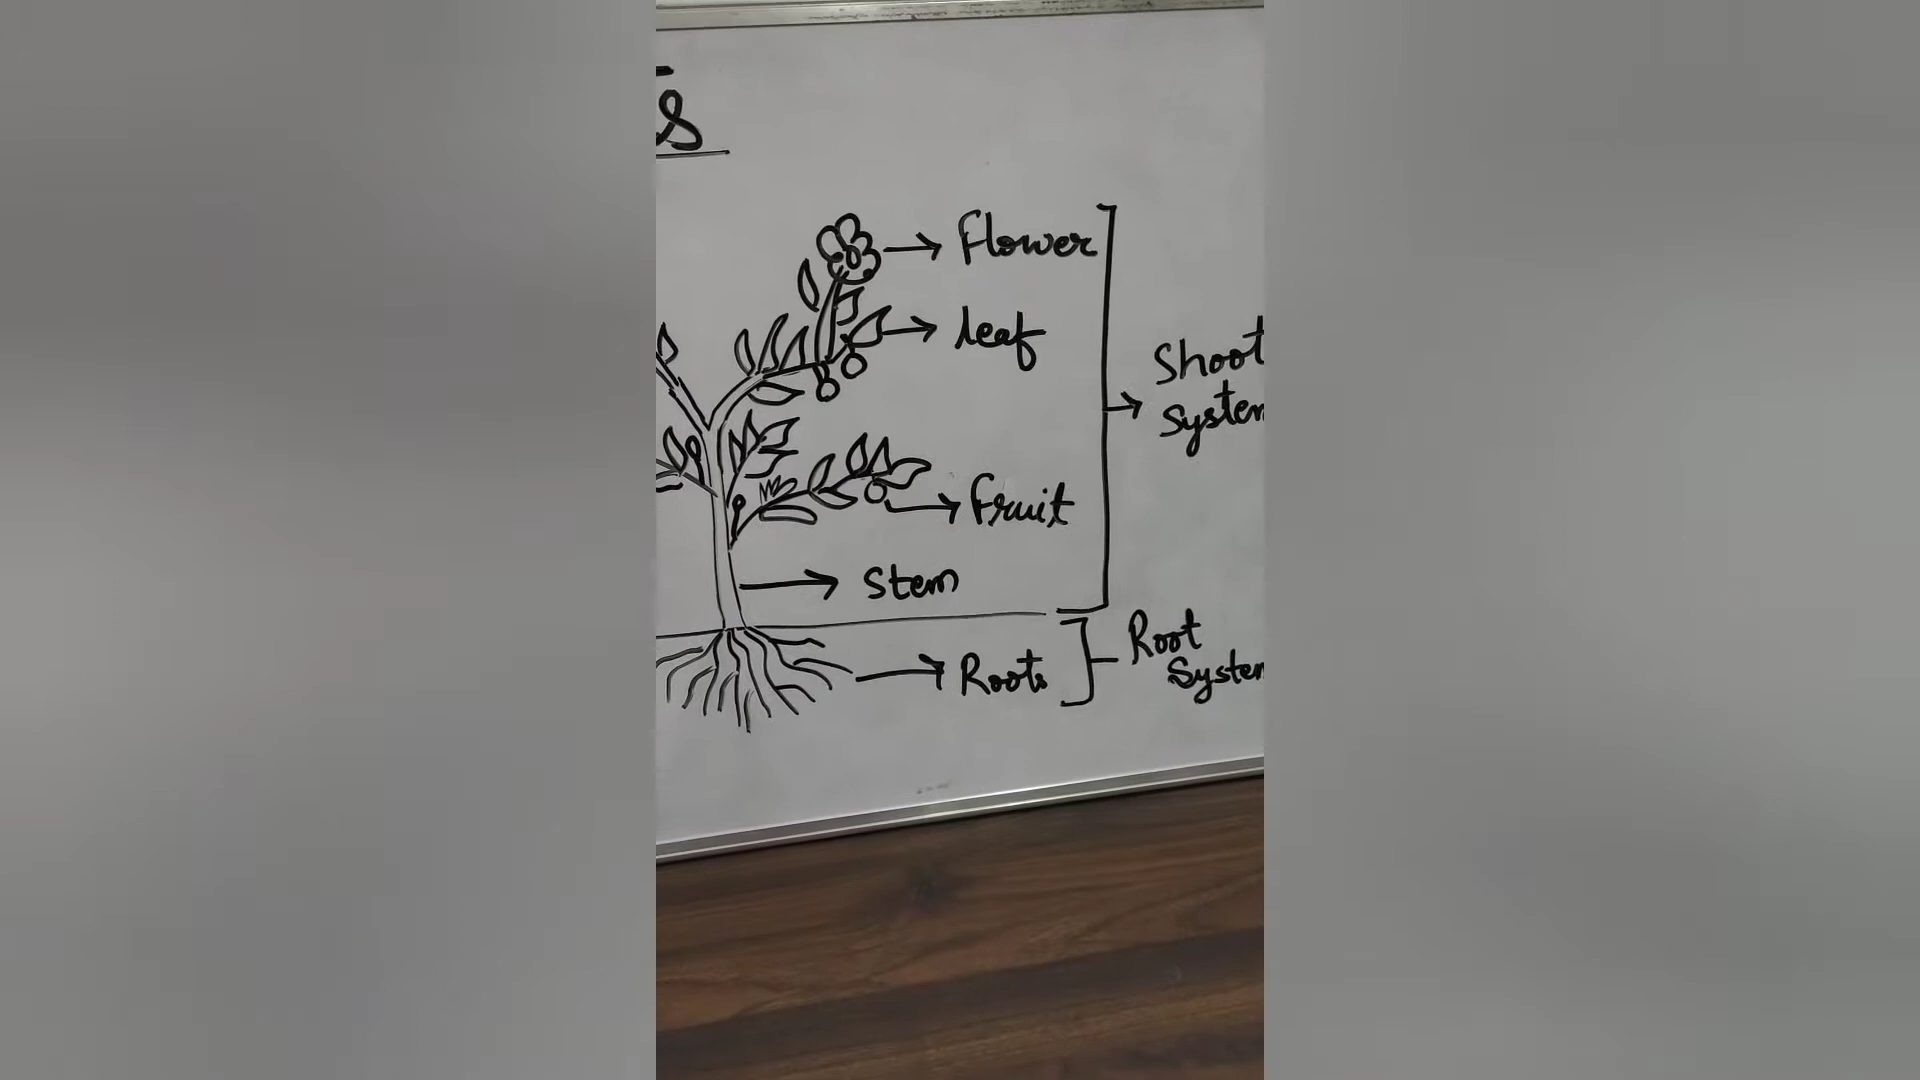 s
Flower
leaf
Shoot
System
Fruit
Stem
Root
System
Roots